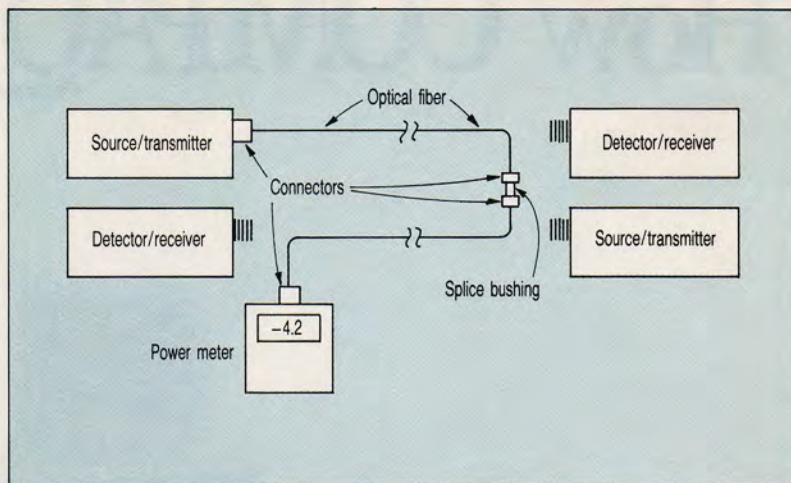 Optical fiber
Source/transmitter
Detector/receiver
Connectors
Detector/receiver
Source/transmitter
Splice bushing
−4.2
Power meter